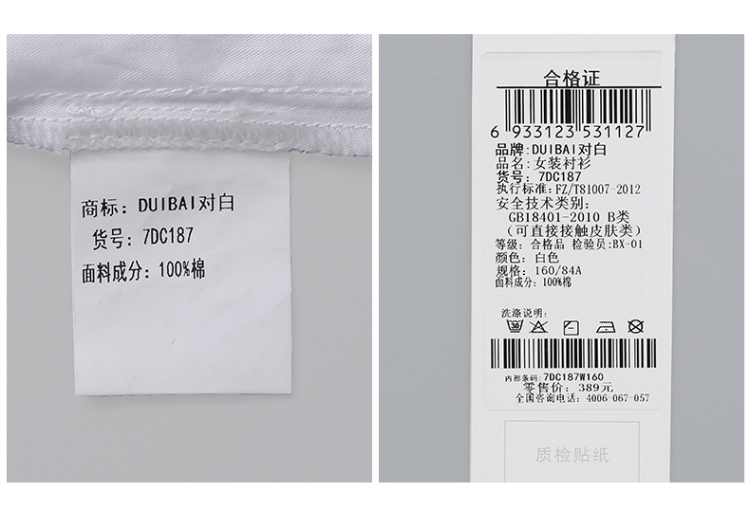 商标：DUIBAI对白
货号：7DC187
面料成分：100%棉
合格证
6 933123 531127
品牌:DUIBAI对白
品名:女装衬衫
货号：7DC187
执行标准:FZ/T81007-2012
安全技术类别:
GB18401-2010 B类
（可直接接触皮肤类）
等级：合格品 检验员:BX-01
颜色：白色
规格：160/84A
面料成分：100%棉
洗涤说明：
内部条码:7DC187W160
零售价：389元
全国咨询电话：4006-067-057
质检贴纸